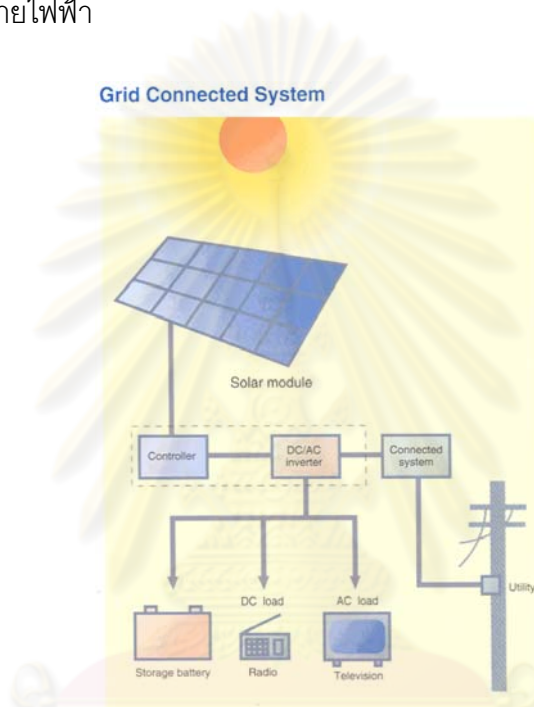 ายไฟฟ้า
Grid Connected System
Solar module
Controller
DC/AC
inverter
Connected
system
Utility
DC load
AC load
Storage battery
Radio
Television